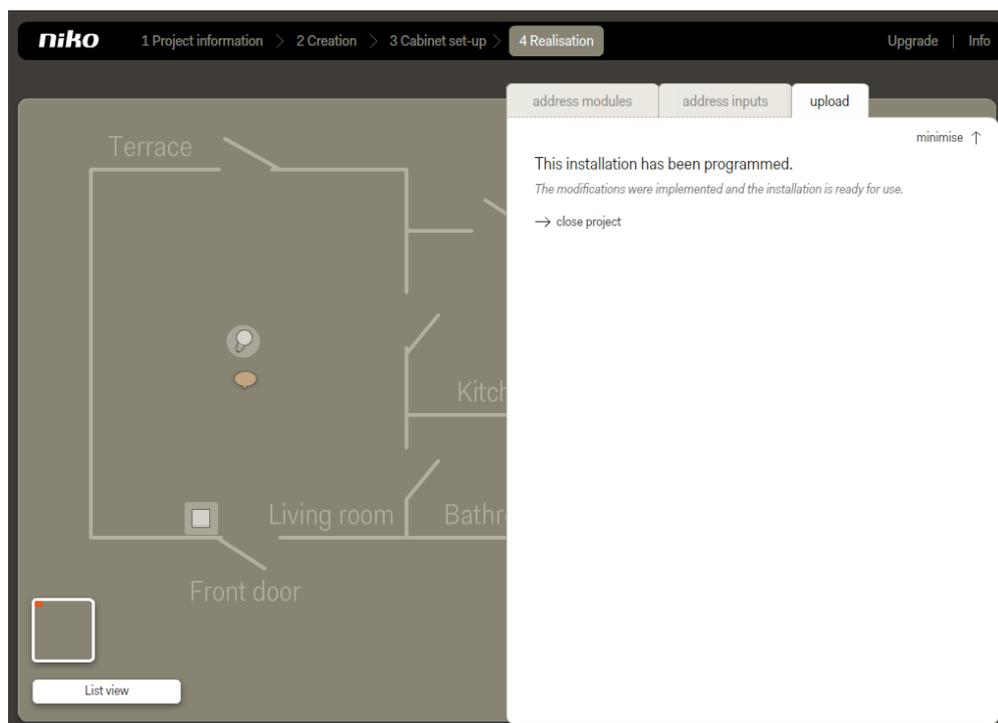 niko 1 Project information > 2 Creation > 3 Cabinet set-up > 4 Realisation Upgrade | Info
address modules address inputs upload
minimise ↑
This installation has been programmed.
The modifications were implemented and the installation is ready for use.
→ close project
Terrace
Kitch
Living room Bathr
Front door
List view